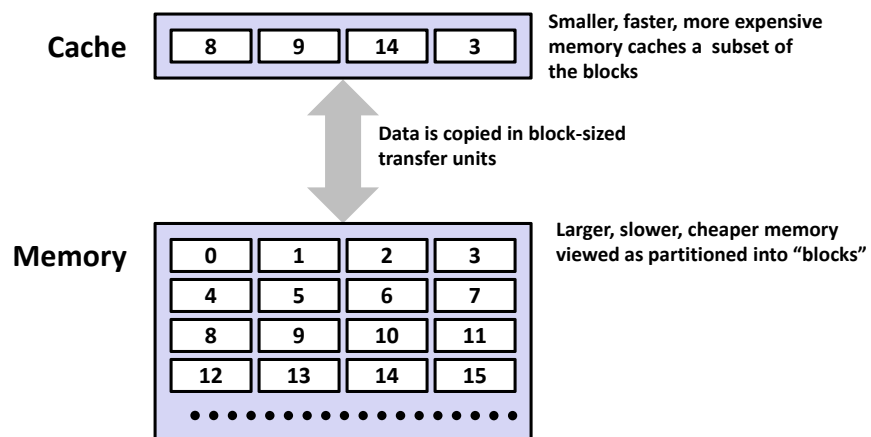 Cache
8 9 14 3
Smaller, faster, more expensive
memory caches a subset of
the blocks
Data is copied in block-sized
transfer units
Memory
0 1 2 3
4 5 6 7
8 9 10 11
12 13 14 15
Larger, slower, cheaper memory
viewed as partitioned into “blocks”